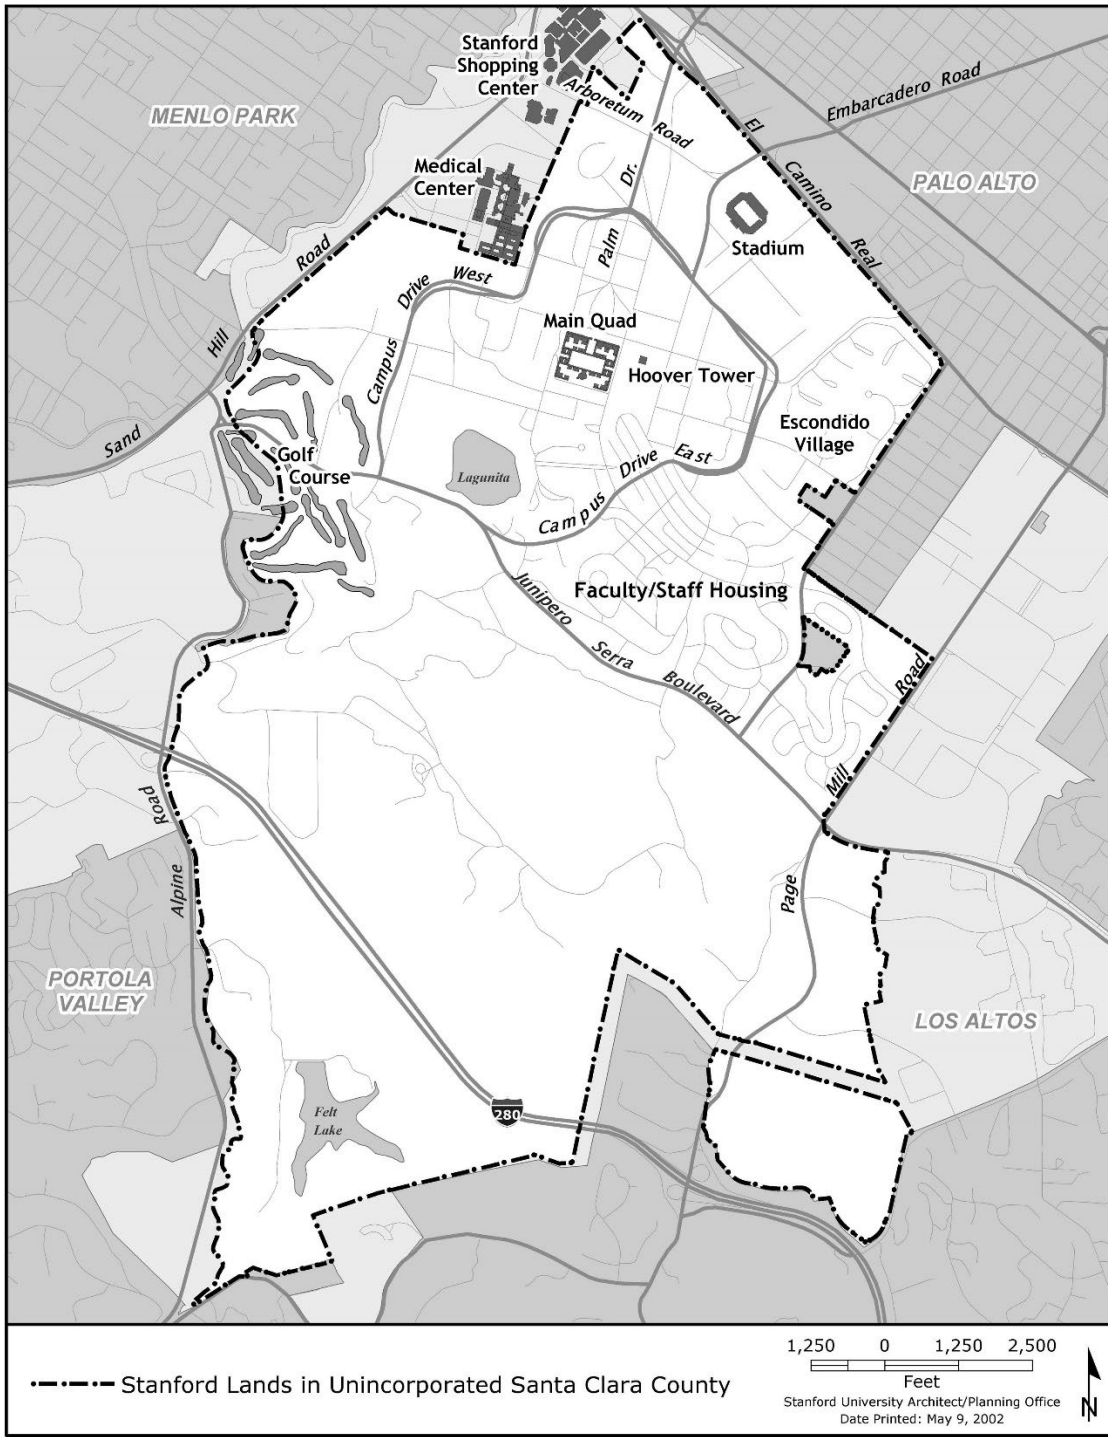 Stanford
Shopping
Center
MENLO PARK
Arboretum Road
El Camino Real
Embarcadero Road
PALO ALTO
Medical
Center
Palm Dr.
Stadium
Sand Hill Road
Campus Drive West
Main Quad
Hoover Tower
Escondido
Village
Golf
Course
Lagunita
Campus Drive East
Faculty/Staff Housing
Junipero Serra Boulevard
Page Mill Road
Alpine Road
PORTOLA
VALLEY
LOS ALTOS
Felt
Lake
280
Stanford Lands in Unincorporated Santa Clara County
1,250 0 1,250 2,500
Feet
Stanford University Architect/Planning Office
Date Printed: May 9, 2002
N